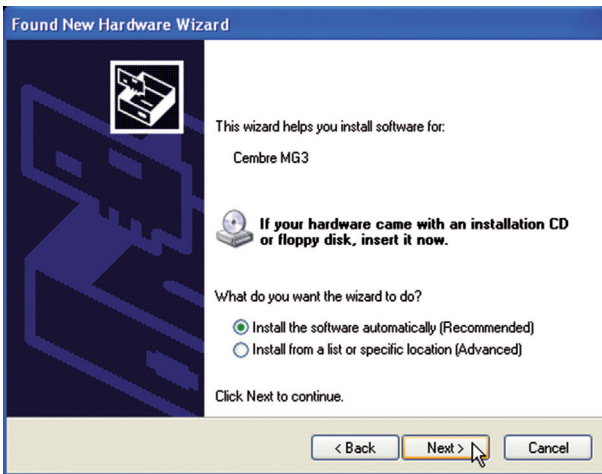 Found New Hardware Wizard
This wizard helps you install software for:
Cembre MG3
If your hardware came with an installation CD
or floppy disk, insert it now.
What do you want the wizard to do?
Install the software automatically (Recommended)
Install from a list or specific location (Advanced)
Click Next to continue.
< Back Next > Cancel